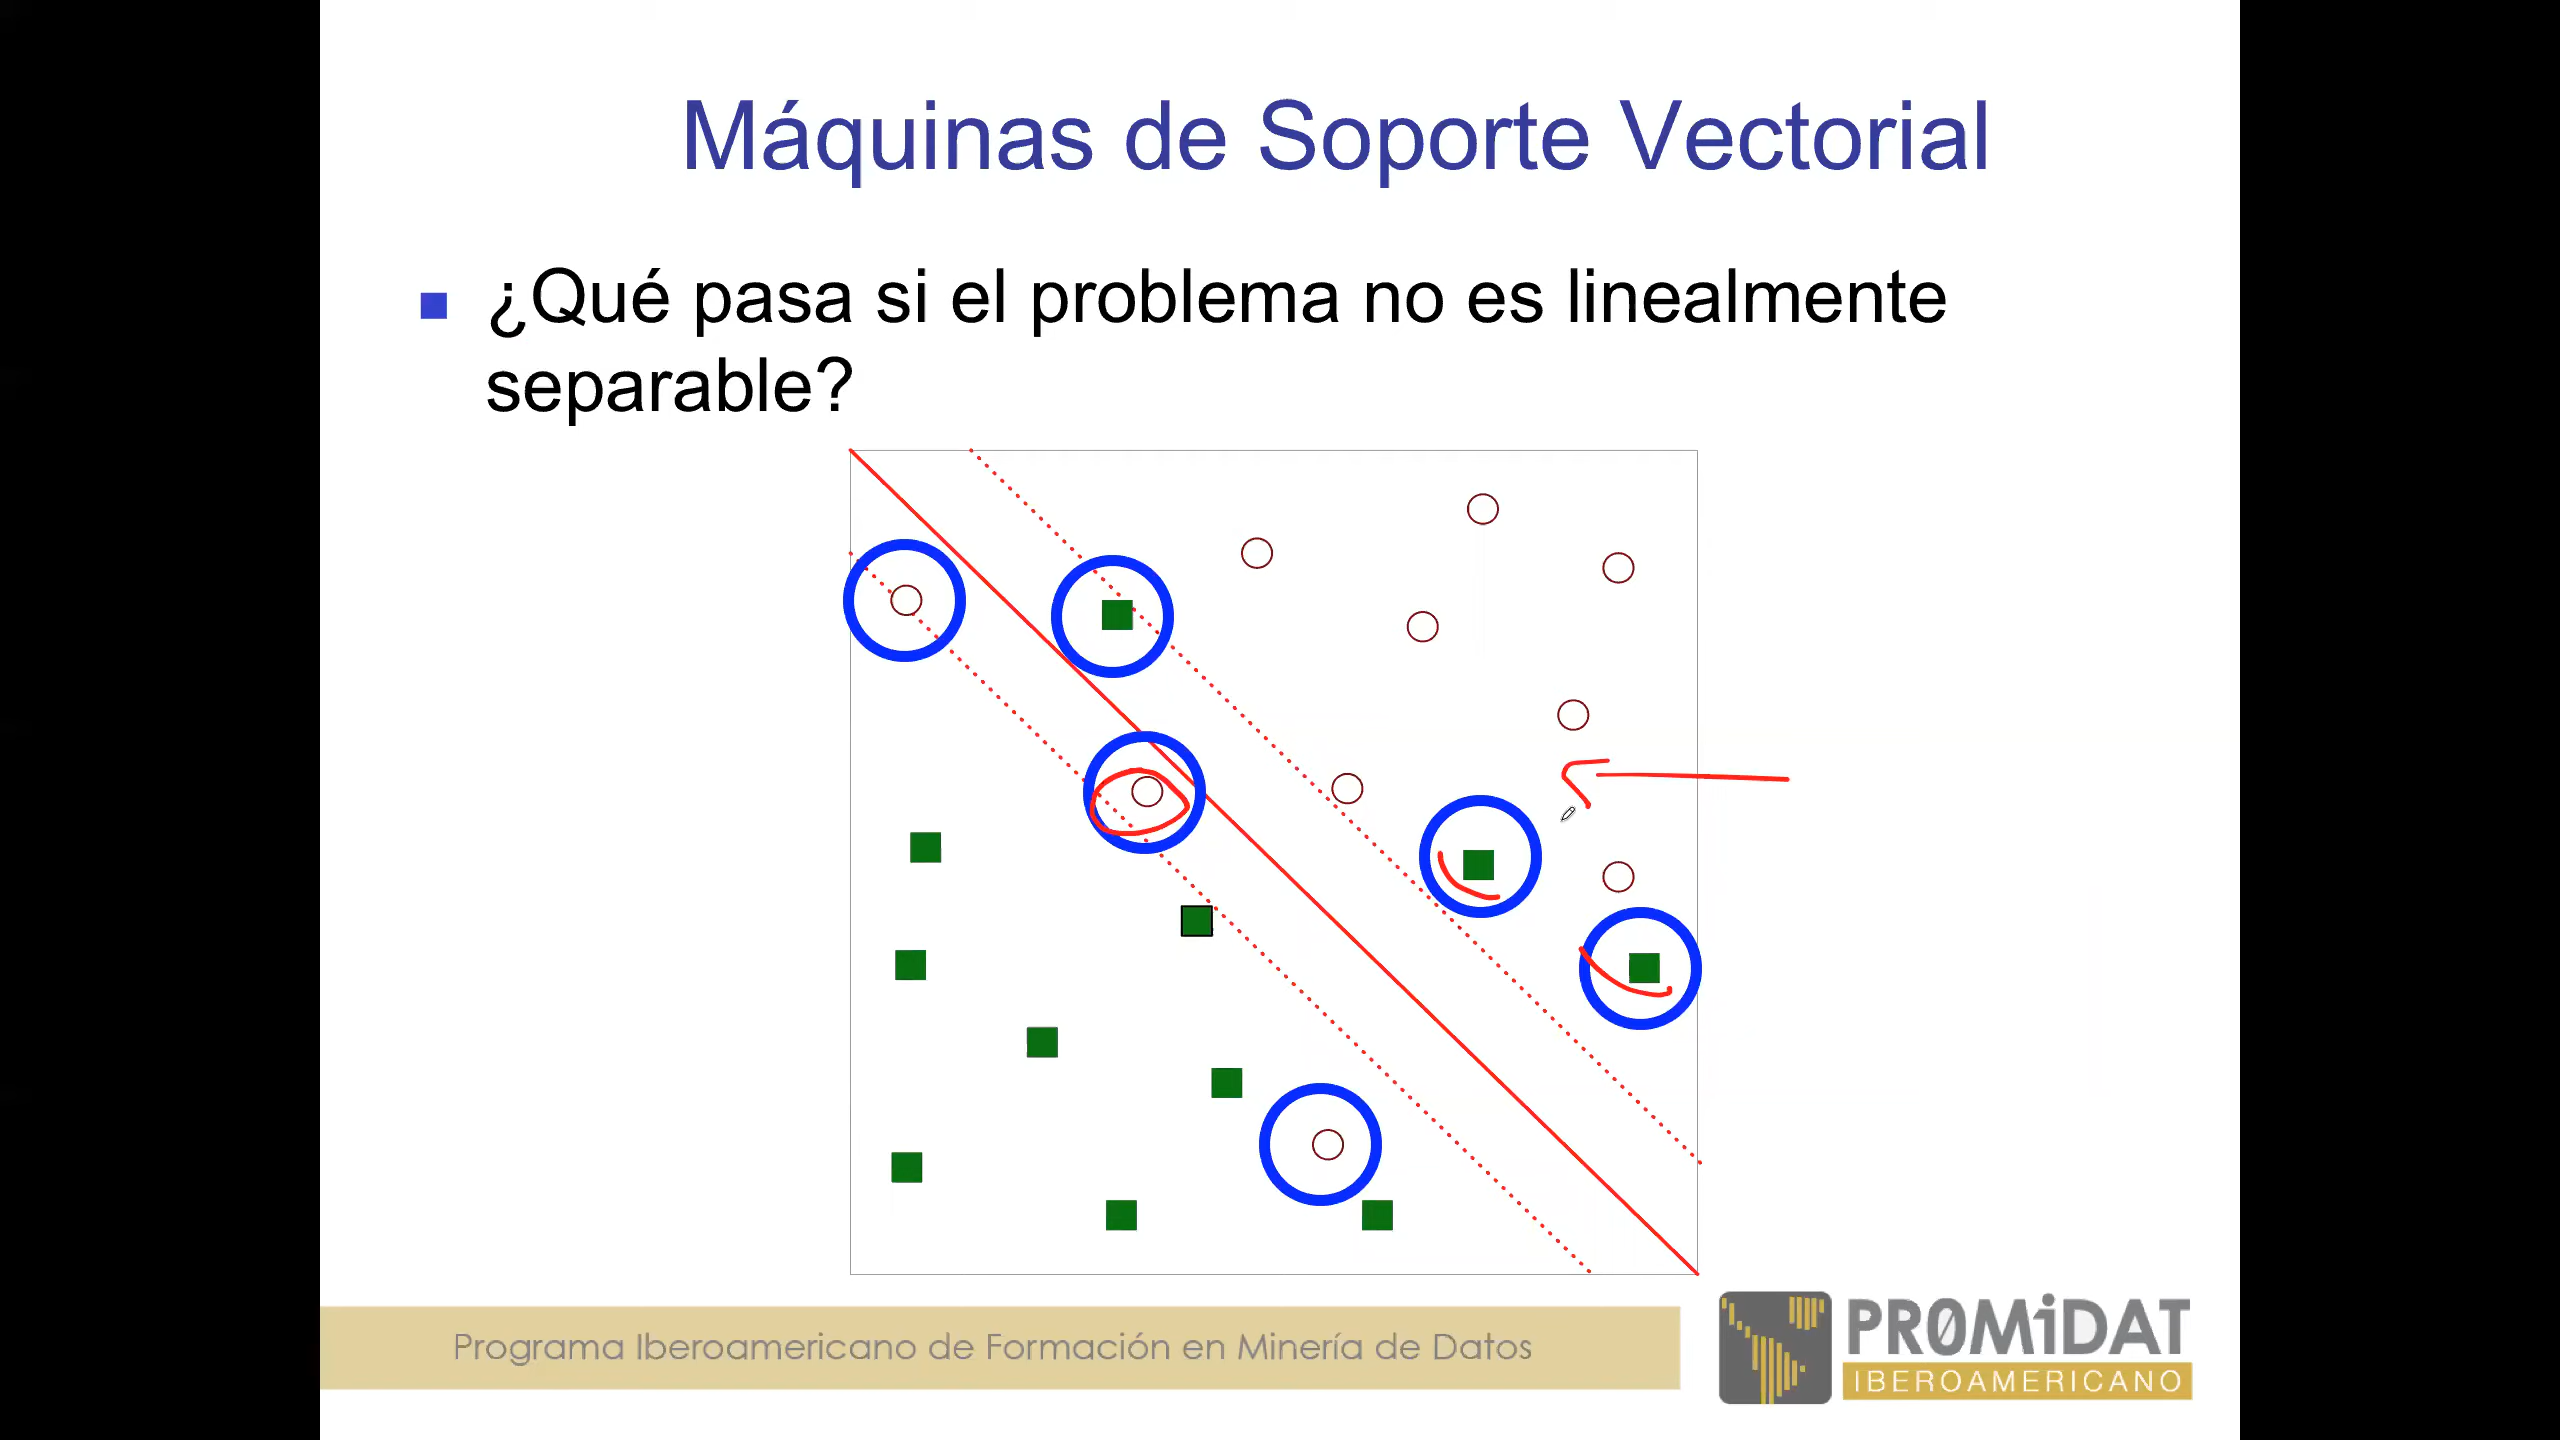 Máquinas de Soporte Vectorial
¿Qué pasa si el problema no es linealmente
separable?
Programa Iberoamericano de Formación en Minería de Datos
PR0MiDAT
IBEROAMERICANO